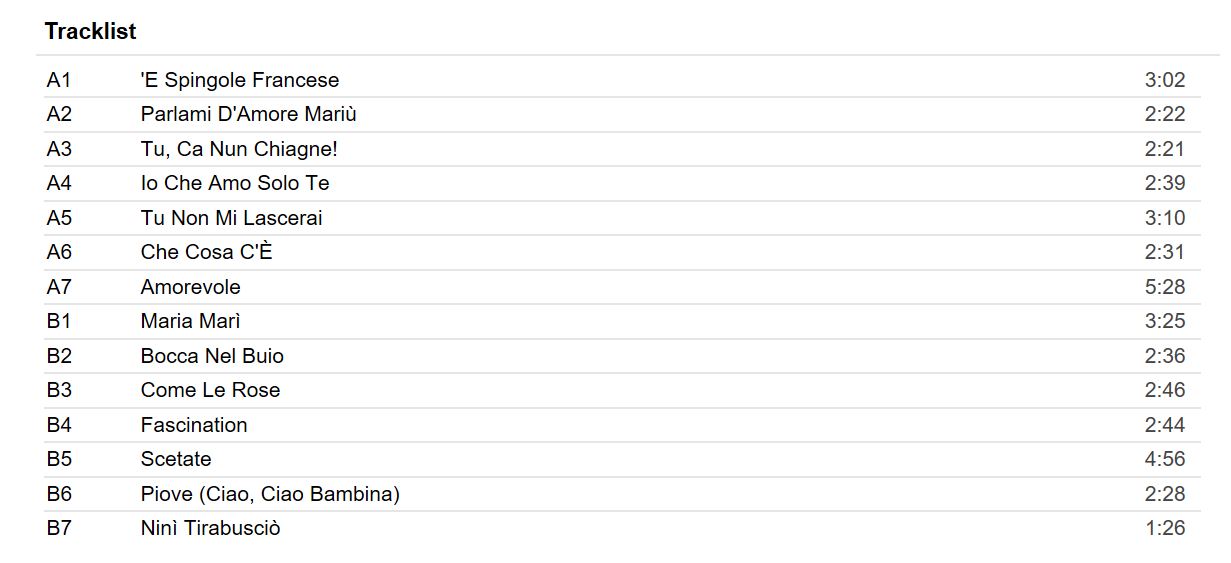 Tracklist
A1 'E Spingole Francese 3:02
A2 Parlami D'Amore Mariù 2:22
A3 Tu, Ca Nun Chiagne! 2:21
A4 Io Che Amo Solo Te 2:39
A5 Tu Non Mi Lascerai 3:10
A6 Che Cosa C'È 2:31
A7 Amorevole 5:28
B1 Maria Marì 3:25
B2 Bocca Nel Buio 2:36
B3 Come Le Rose 2:46
B4 Fascination 2:44
B5 Scetate 4:56
B6 Piove (Ciao, Ciao Bambina) 2:28
B7 Ninì Tirabusciò 1:26